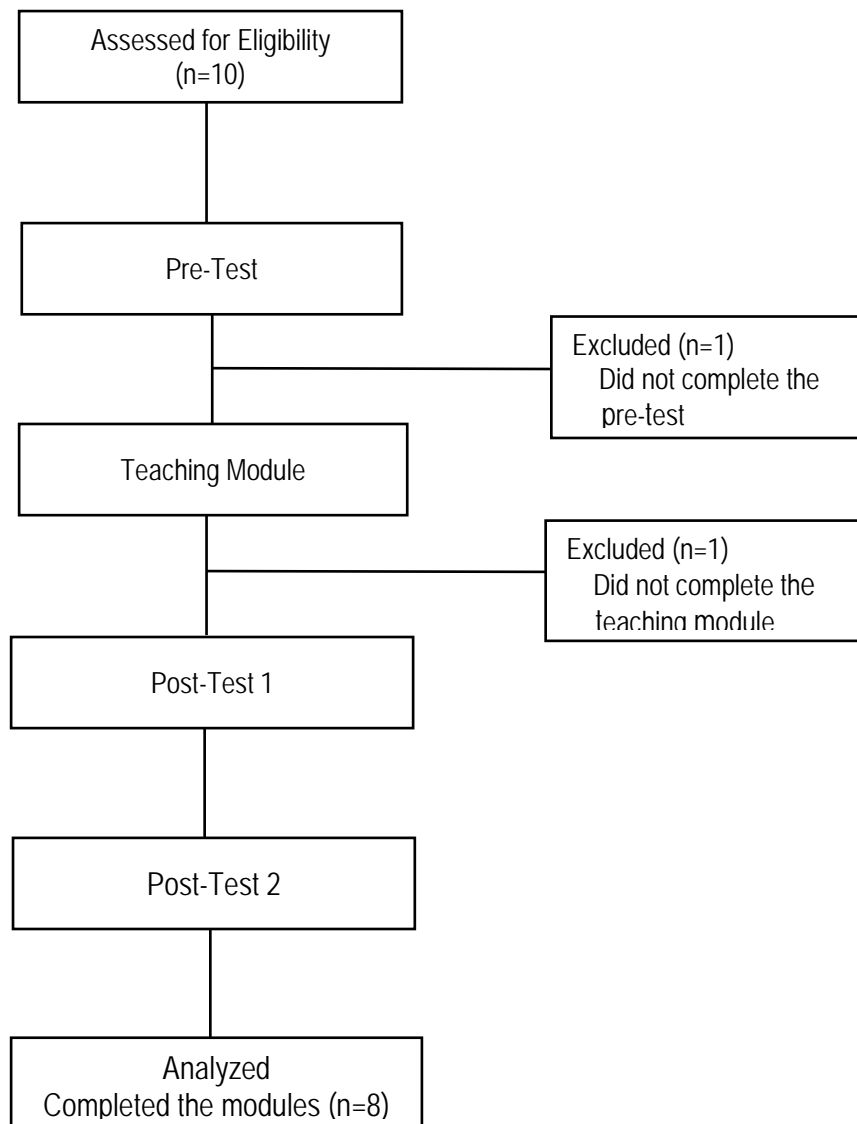 Assessed for Eligibility
(n=10)
Pre-Test
Excluded (n=1)
Did not complete the
pre-test
Teaching Module
Excluded (n=1)
Did not complete the
teaching module
Post-Test 1
Post-Test 2
Analyzed
Completed the modules (n=8)